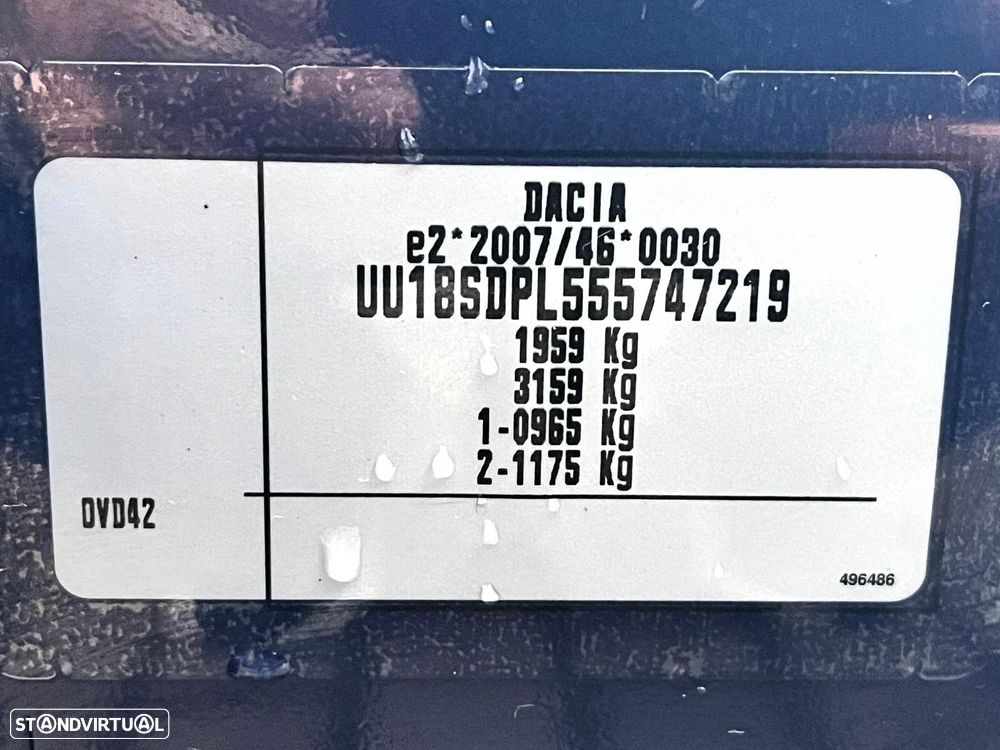 DACIA
e2*2007/46*0030
UU18SDPL555747219
1959 Kg
3159 Kg
1-0965 Kg
2-1175 Kg
OVD42
496486
STANDVIRTUAL